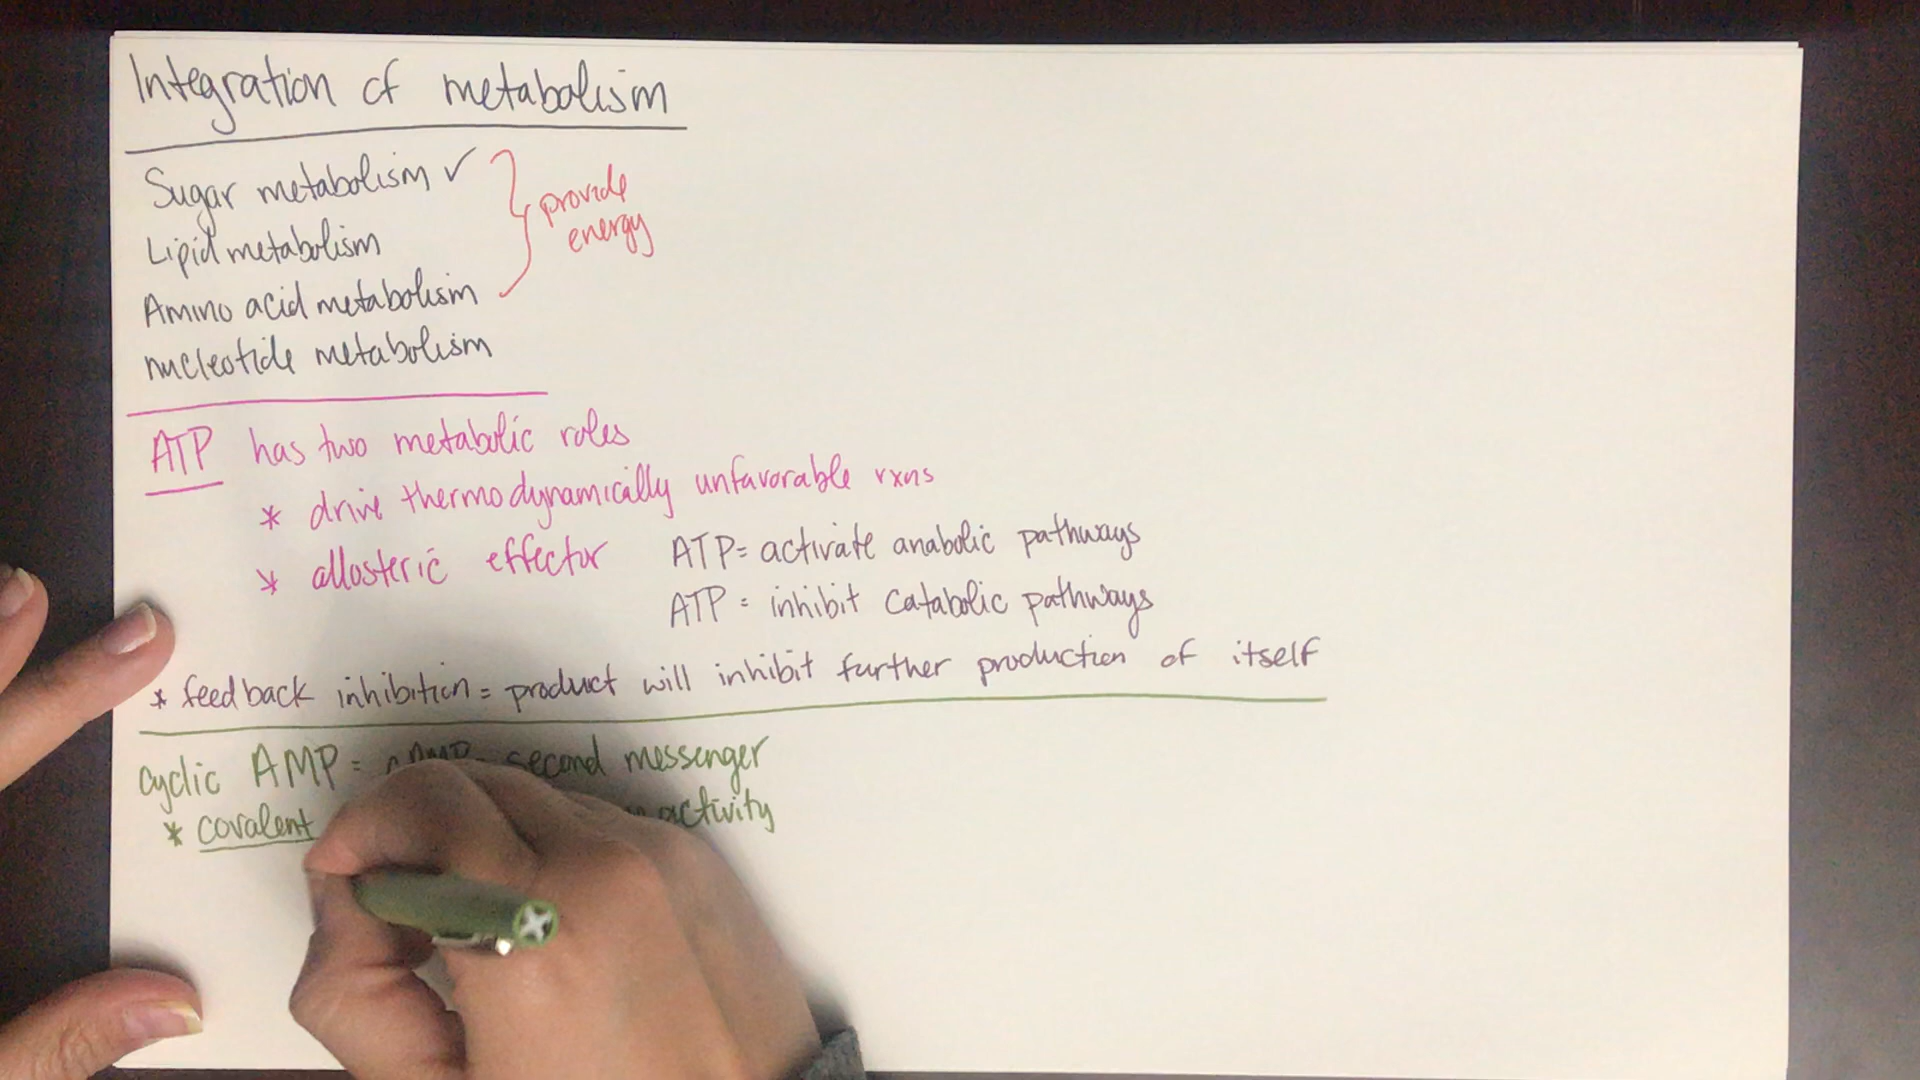 Integration of metabolism
Sugar metabolism ✓
Lipid metabolism
Amino acid metabolism
nucleotide metabolism
provide
energy
ATP has two metabolic roles
* drive thermodynamically unfavorable rxns
* allosteric effector
ATP = activate anabolic pathways
ATP = inhibit catabolic pathways
* feedback inhibition = product will inhibit further production of itself
cyclic AMP = cAMP = second messenger
* covalent activity